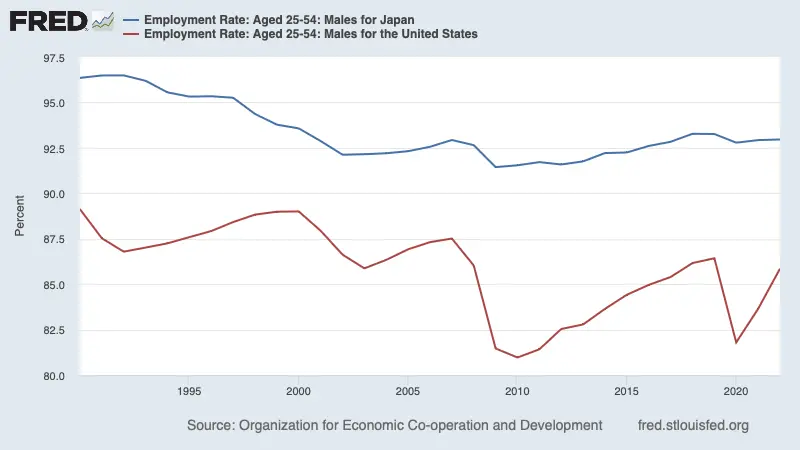 FRED
Employment Rate: Aged 25-54: Males for Japan
Employment Rate: Aged 25-54: Males for the United States
97.5
95.0
92.5
90.0
87.5
85.0
82.5
80.0
Percent
1995
2000
2005
2010
2015
2020
Source: Organization for Economic Co-operation and Development
fred.stlouisfed.org